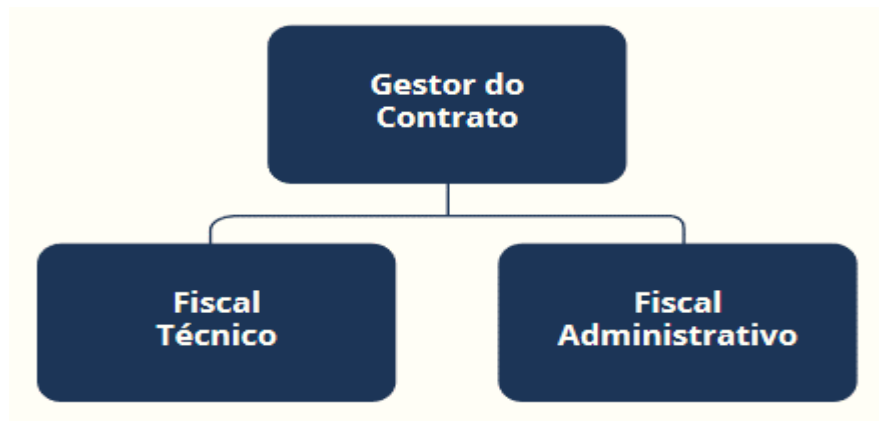 Gestor do
Contrato
Fiscal
Técnico
Fiscal
Administrativo